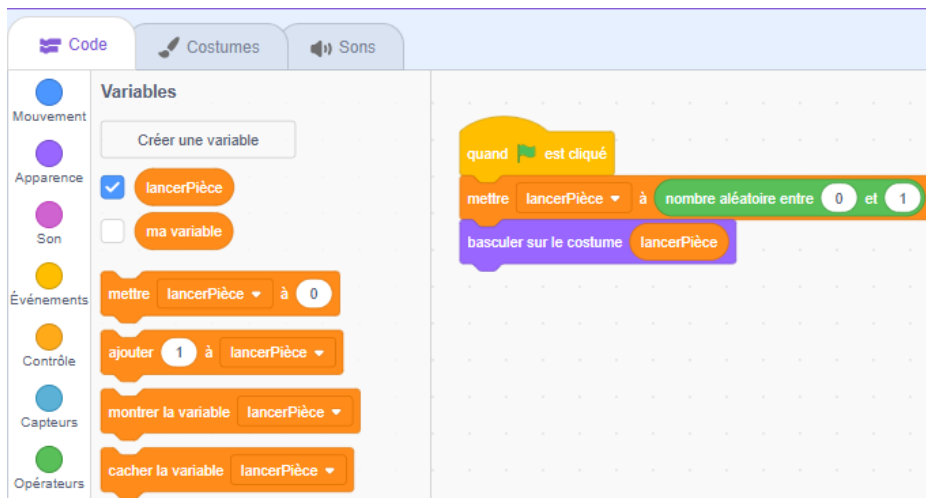 Code
Costumes
Sons
Mouvement
Apparence
Son
Événements
Contrôle
Capteurs
Opérateurs
Variables
Créer une variable
lancerPièce
ma variable
mettre lancerPièce à 0
ajouter 1 à lancerPièce
montrer la variable lancerPièce
cacher la variable lancerPièce
quand est cliqué
mettre lancerPièce à nombre aléatoire entre 0 et 1
basculer sur le costume lancerPièce